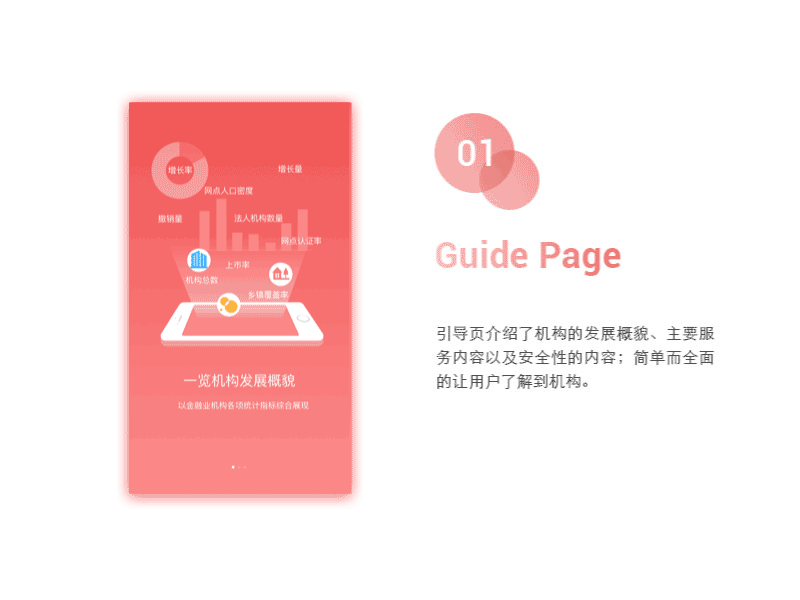 增长率
增长量
网点人口密度
撤销量
法人机构数量
网点认证率
上市率
机构总数
乡镇覆盖率
一览机构发展概貌
以金融业机构各项统计指标综合展现
01
Guide Page
引导页介绍了机构的发展概貌、主要服
务内容以及安全性的内容；简单而全面
的让用户了解到机构。